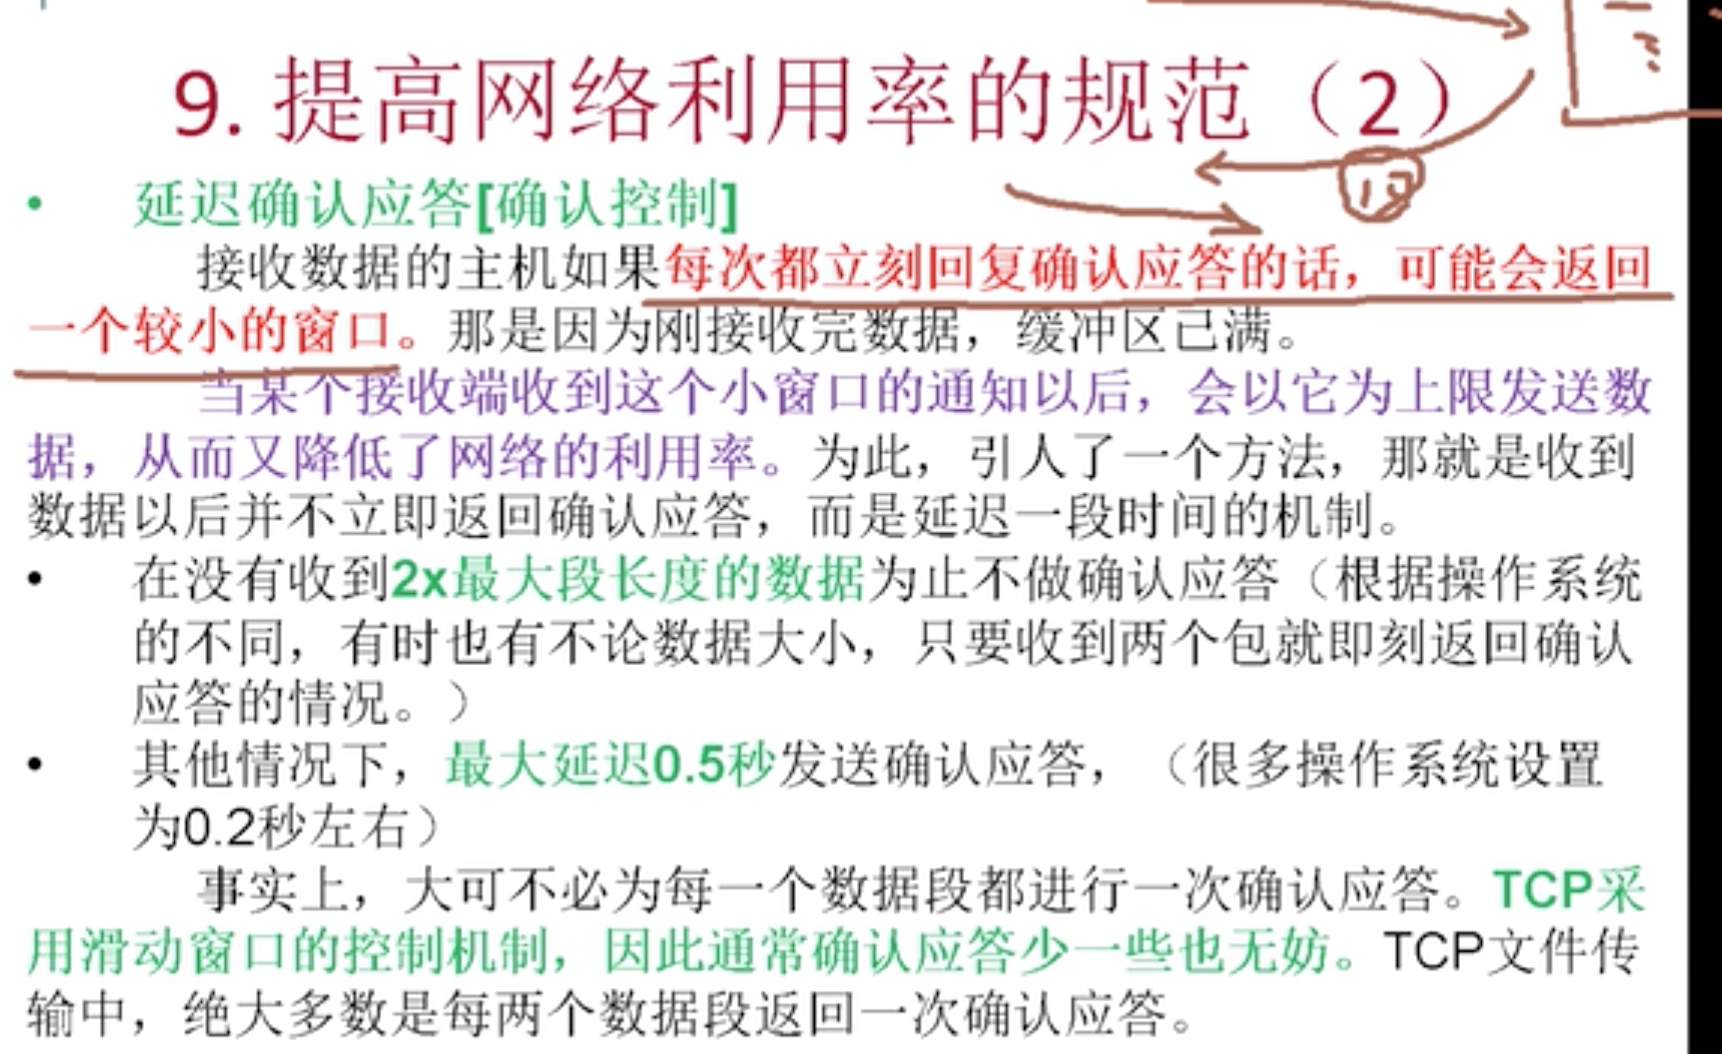 9. 提高网络利用率的规范（2）
• 延迟确认应答[确认控制]
接收数据的主机如果每次都立刻回复确认应答的话，可能会返回
一个较小的窗口。那是因为刚接收完数据，缓冲区已满。
当某个接收端收到这个小窗口的通知以后，会以它为上限发送数
据，从而又降低了网络的利用率。为此，引人了一个方法，那就是收到
数据以后并不立即返回确认应答，而是延迟一段时间的机制。
• 在没有收到2x最大段长度的数据为止不做确认应答（根据操作系统
的不同，有时也有不论数据大小，只要收到两个包就即刻返回确认
应答的情况。）
• 其他情况下，最大延迟0.5秒发送确认应答，（很多操作系统设置
为0.2秒左右）
事实上，大可不必为每一个数据段都进行一次确认应答。TCP采
用滑动窗口的控制机制，因此通常确认应答少一些也无妨。TCP文件传
输中，绝大多数是每两个数据段返回一次确认应答。